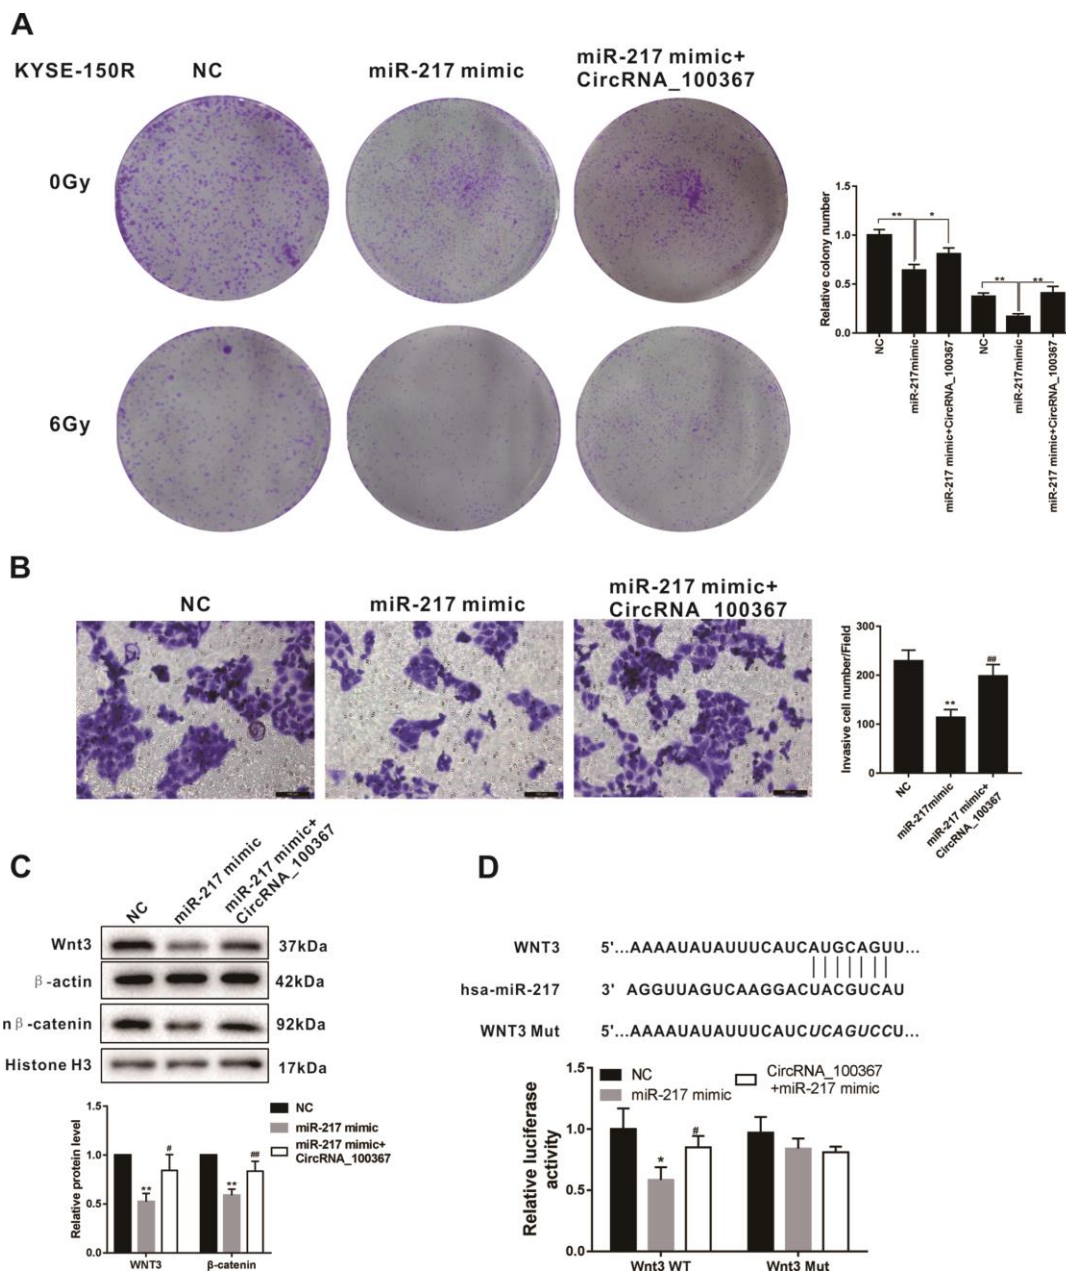 A
KYSE-150R
NC
miR-217 mimic
miR-217 mimic+
CircRNA_100367
0Gy
6Gy
Relative colony number
1.5
1.0
0.5
0.0
**
*
**
**
NC
miR-217mimic
miR-217 mimic+CircRNA_100367
NC
miR-217mimic
miR-217 mimic+CircRNA_100367
B
NC
miR-217 mimic
miR-217 mimic+
CircRNA_100367
Invasive cell number/Field
300
200
100
0
**
##
NC
miR-217mimic
miR-217 mimic+
CircRNA_100367
C
NC
miR-217 mimic
miR-217 mimic+
CircRNA_100367
Wnt3
37kDa
β-actin
42kDa
nβ-catenin
92kDa
Histone H3
17kDa
Relative protein level
1.5
1.0
0.5
0.0
NC
miR-217 mimic
miR-217 mimic+
CircRNA_100367
**
#
**
##
WNT3
β-catenin
D
WNT3 5'...AAAAUAUAUUUCAUCAUGCAGUU...
hsa-miR-217 3' AGGUUAGUCAAGGACUACGUCAU
WNT3 Mut 5'...AAAAUAUAUUUCAUCUCAGUCCU...
Relative luciferase
activity
1.5
1.0
0.5
0.0
NC
miR-217 mimic
CircRNA_100367
+miR-217 mimic
*
#
Wnt3 WT
Wnt3 Mut